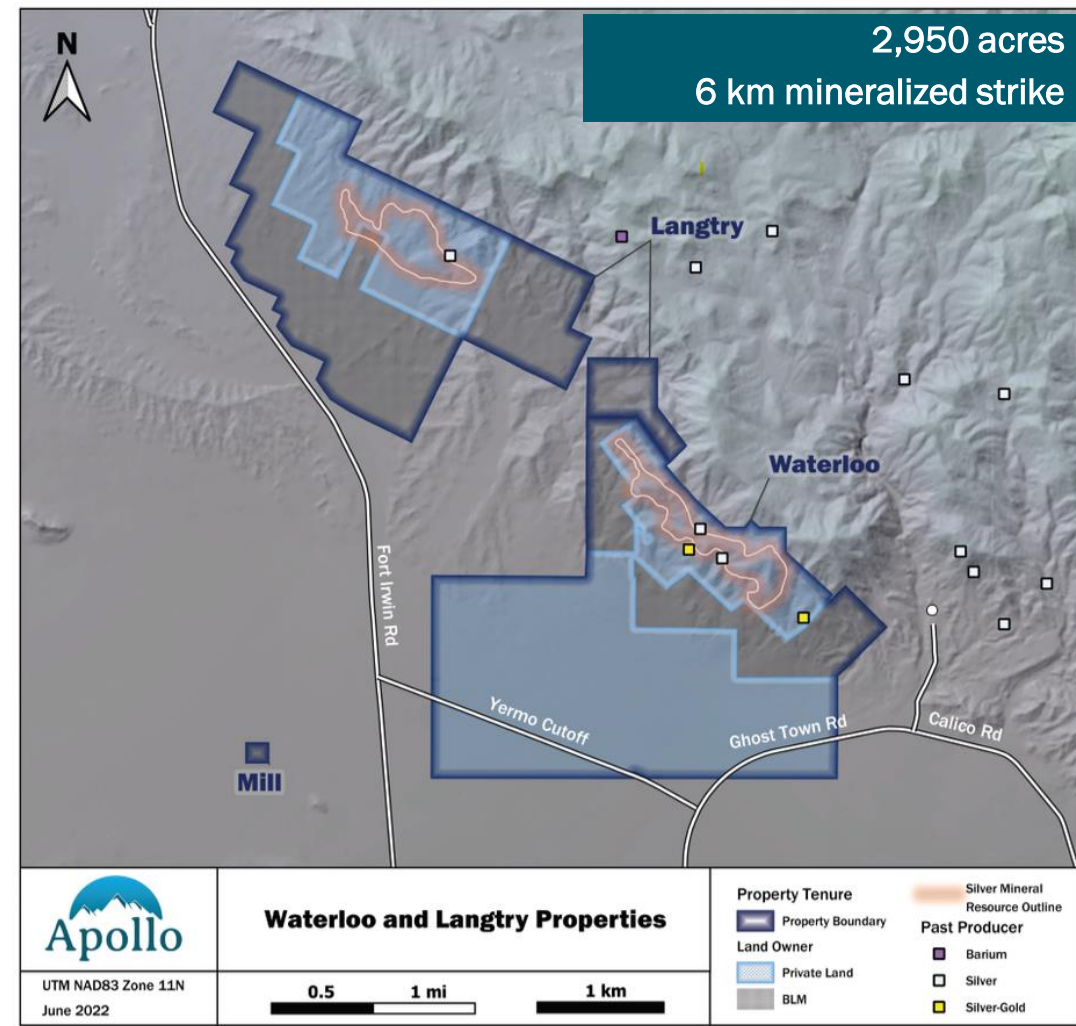 2,950 acres
6 km mineralized strike
N
Langtry
Waterloo
Fort Irwin Rd
Yermo Cutoff
Ghost Town Rd
Calico Rd
Mill
Apollo
UTM NAD83 Zone 11N
June 2022
Waterloo and Langtry Properties
0.5 1 mi
1 km
Property Tenure
Property Boundary
Land Owner
Private Land
BLM
Silver Mineral
Resource Outline
Past Producer
Barium
Silver
Silver-Gold